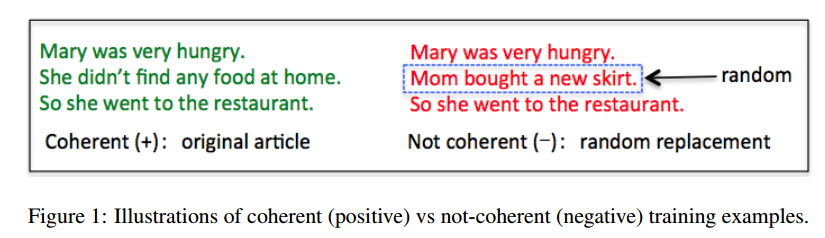 Mary was very hungry.
She didn't find any food at home.
So she went to the restaurant.
Coherent (+): original article
Mary was very hungry.
Mom bought a new skirt. random
So she went to the restaurant.
Not coherent (−): random replacement
Figure 1: Illustrations of coherent (positive) vs not-coherent (negative) training examples.